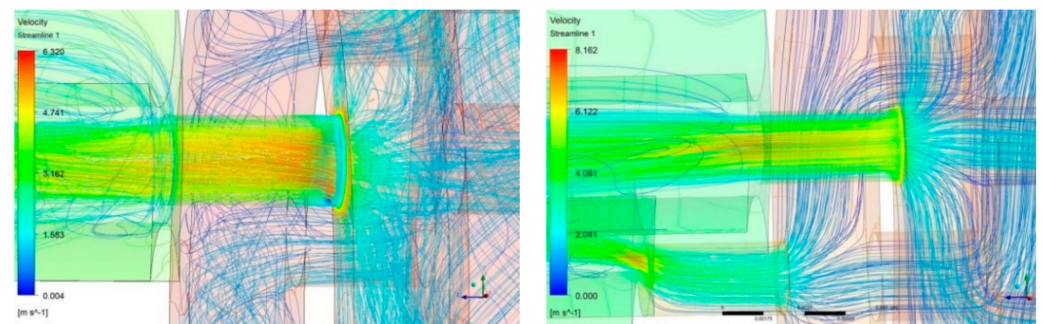 Velocity
Streamline 1
6.320
4.741
3.162
1.583
0.004
[m s^-1]
Velocity
Streamline 1
8.162
6.122
4.081
2.041
0.000
[m s^-1]
0